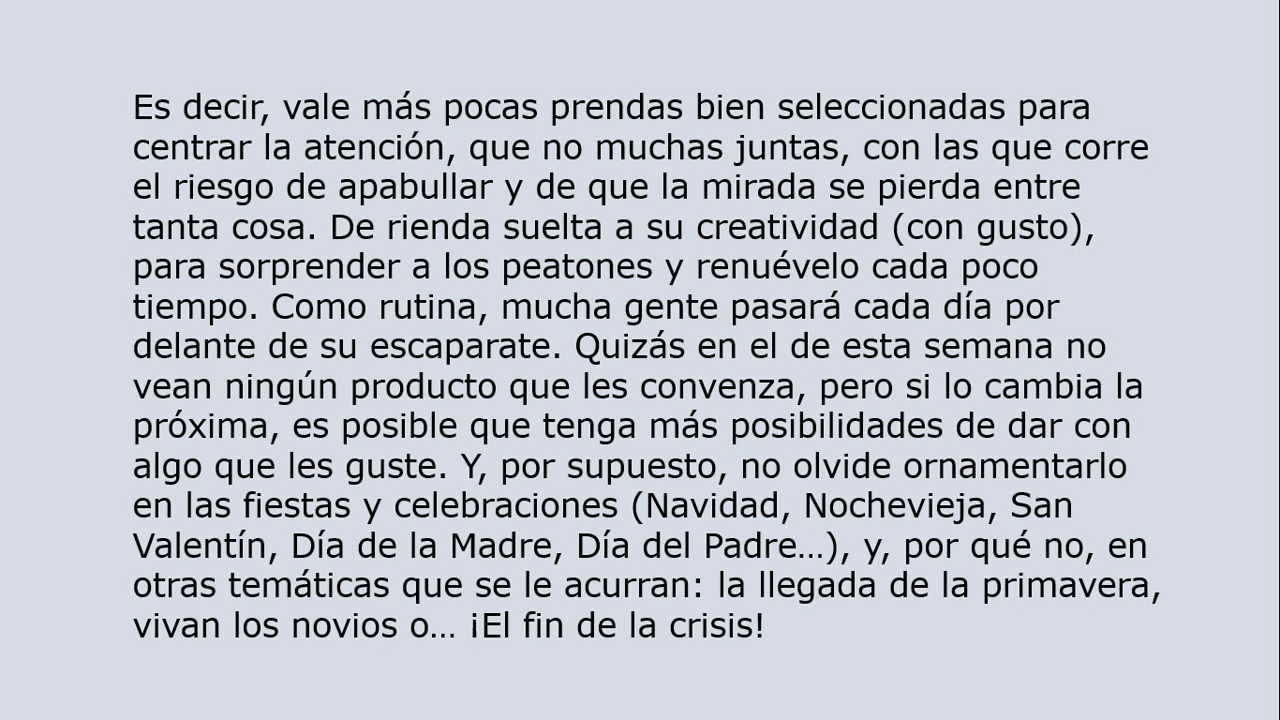 Es decir, vale más pocas prendas bien seleccionadas para
centrar la atención, que no muchas juntas, con las que corre
el riesgo de apabullar y de que la mirada se pierda entre
tanta cosa. De rienda suelta a su creatividad (con gusto),
para sorprender a los peatones y renuévelo cada poco
tiempo. Como rutina, mucha gente pasará cada día por
delante de su escaparate. Quizás en el de esta semana no
vean ningún producto que les convenza, pero si lo cambia la
próxima, es posible que tenga más posibilidades de dar con
algo que les guste. Y, por supuesto, no olvide ornamentarlo
en las fiestas y celebraciones (Navidad, Nochevieja, San
Valentín, Día de la Madre, Día del Padre…), y, por qué no, en
otras temáticas que se le acurran: la llegada de la primavera,
vivan los novios o… ¡El fin de la crisis!